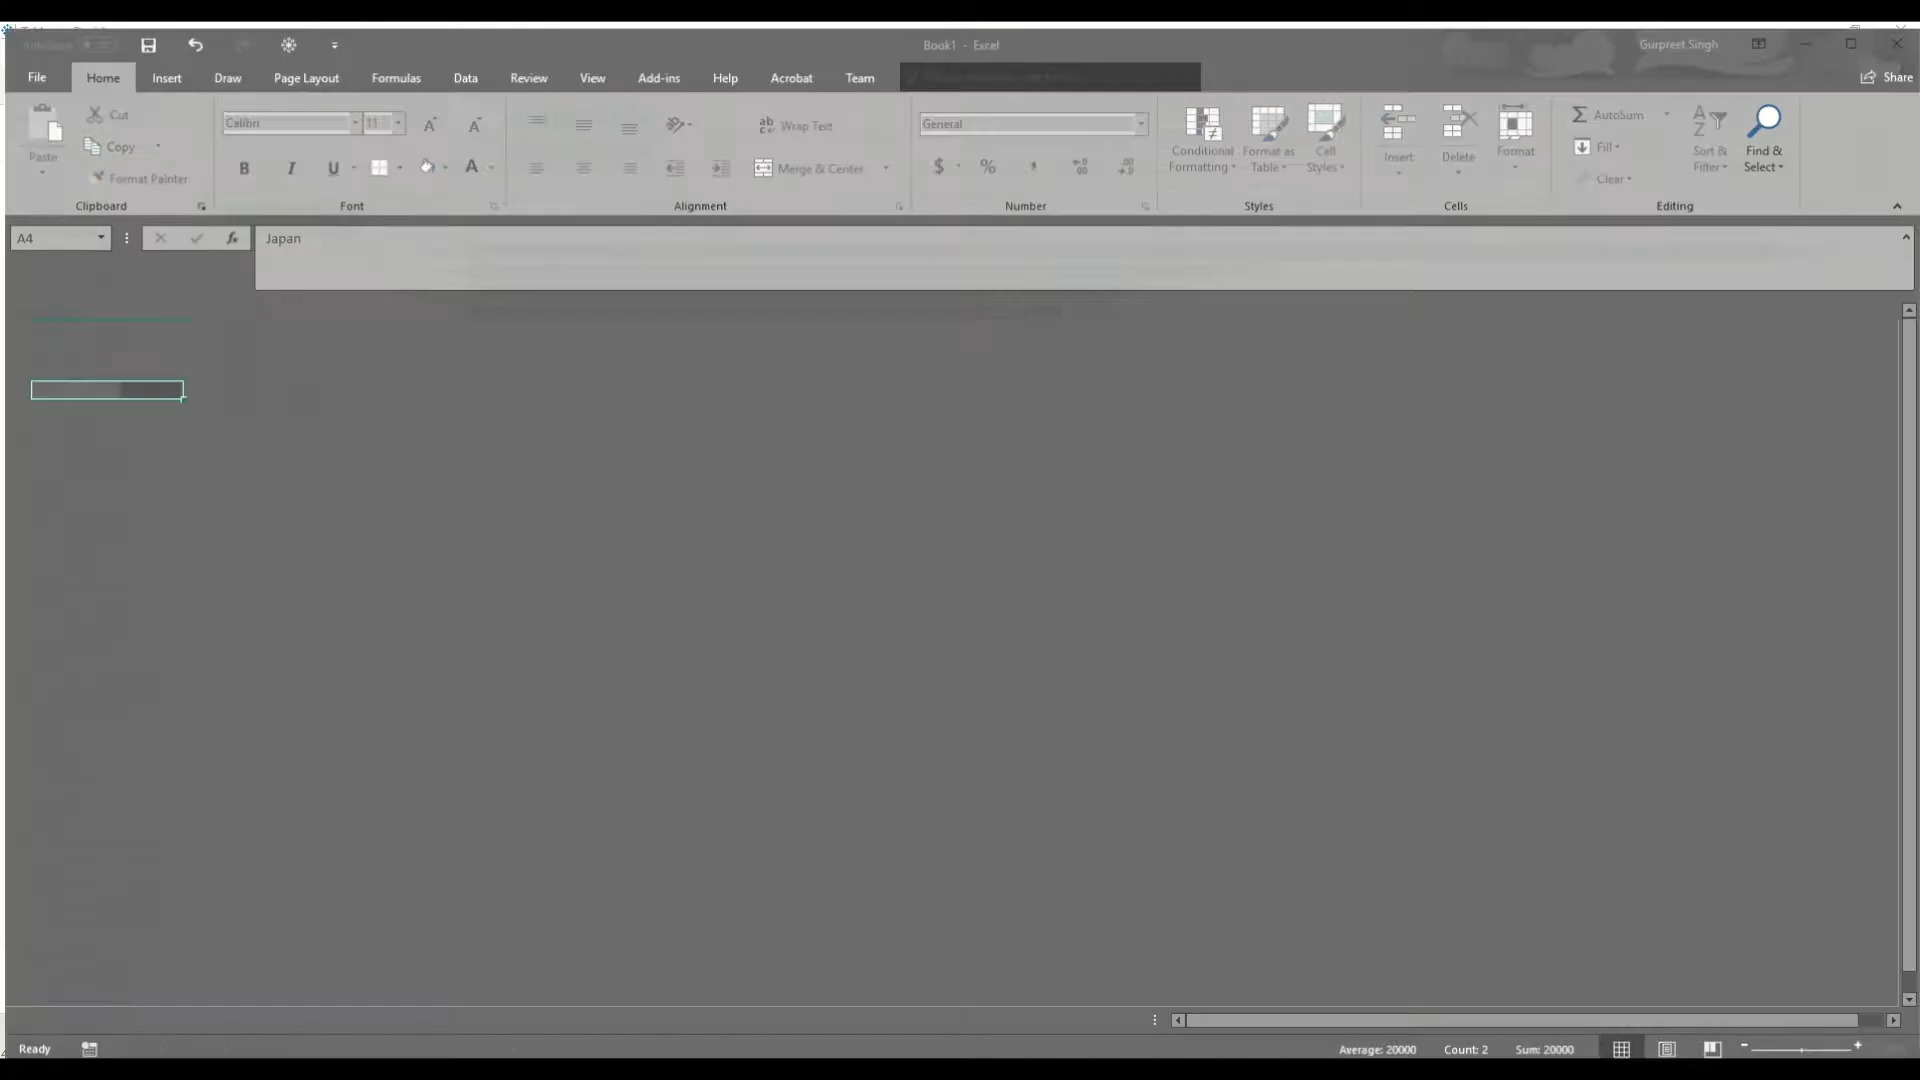 Book1 - Excel
Gurpreet Singh
File Home Insert Draw Page Layout Formulas Data Review View Add-ins Help Acrobat Team
Share
Paste
Cut
Copy
Format Painter
Clipboard
Calibri 11
B I U
Font
Wrap Text
Merge & Center
Alignment
General
$ %
Number
Conditional Formatting
Format as Table
Cell Styles
Styles
Insert
Delete
Format
Cells
AutoSum
Fill
Clear
Sort & Filter
Find & Select
Editing
A4
fx
Japan
Ready
Average: 20000 Count: 2 Sum: 20000